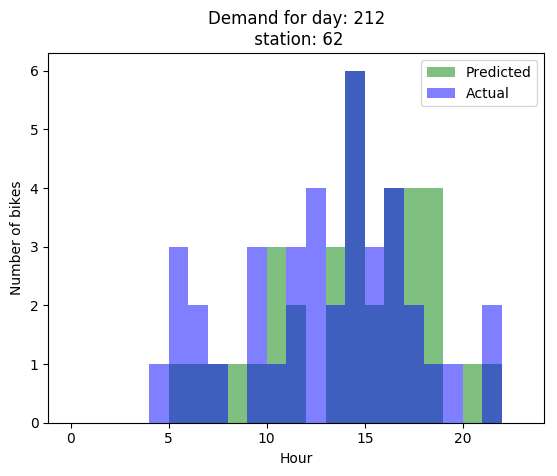 Demand for day: 212
station: 62
Predicted
Actual
Number of bikes
6
5
4
3
2
1
0
0 5 10 15 20
Hour